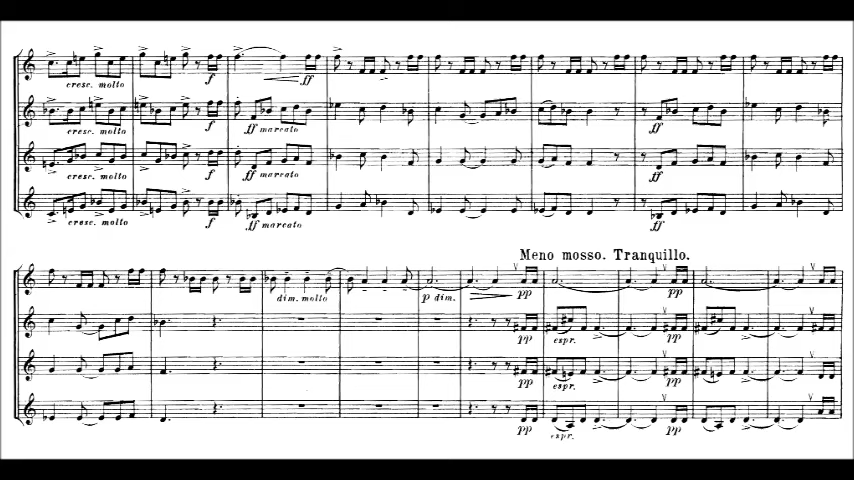 cresc. molto f ff
cresc. molto f ff marcato ff
cresc. molto f ff marcato ff
cresc. molto f ff marcato ff
Meno mosso. Tranquillo.
dim. molto p dim. pp pp
pp espr. pp
pp espr. pp
pp espr. pp